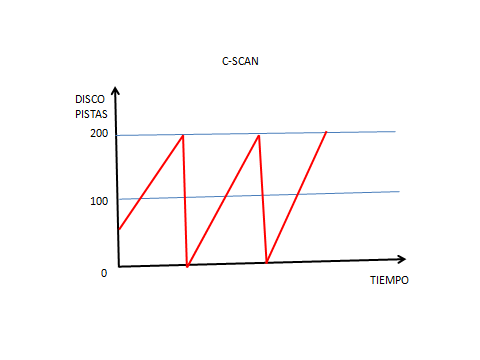 C-SCAN
DISCO
PISTAS
200
100
0
TIEMPO